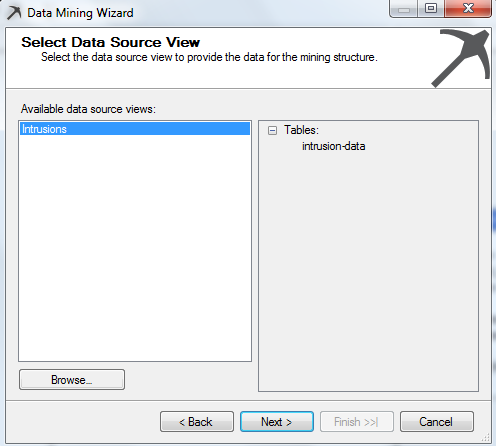 Data Mining Wizard
Select Data Source View
Select the data source view to provide the data for the mining structure.
Available data source views:
Intrusions
Tables:
intrusion-data
Browse...
< Back
Next >
Finish >>|
Cancel